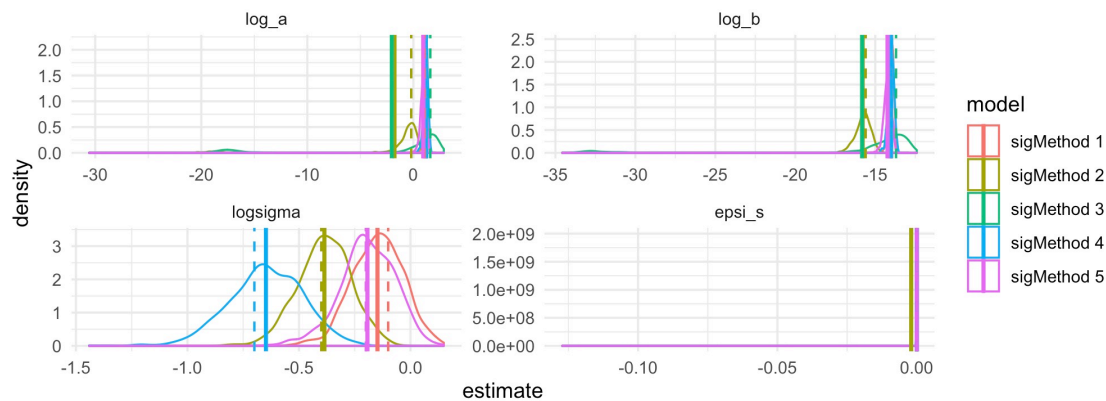 log_a
log_b
2.0
1.5
1.0
0.5
0.0
-30
-20
-10
0
2.5
2.0
1.5
1.0
0.5
0.0
-35
-30
-25
-20
-15
logsigma
epsi_s
3
2
1
0
-1.5
-1.0
-0.5
0.0
2.0e+09
1.5e+09
1.0e+09
5.0e+08
0.0e+00
-0.10
-0.05
0.00
density
estimate
model
sigMethod 1
sigMethod 2
sigMethod 3
sigMethod 4
sigMethod 5